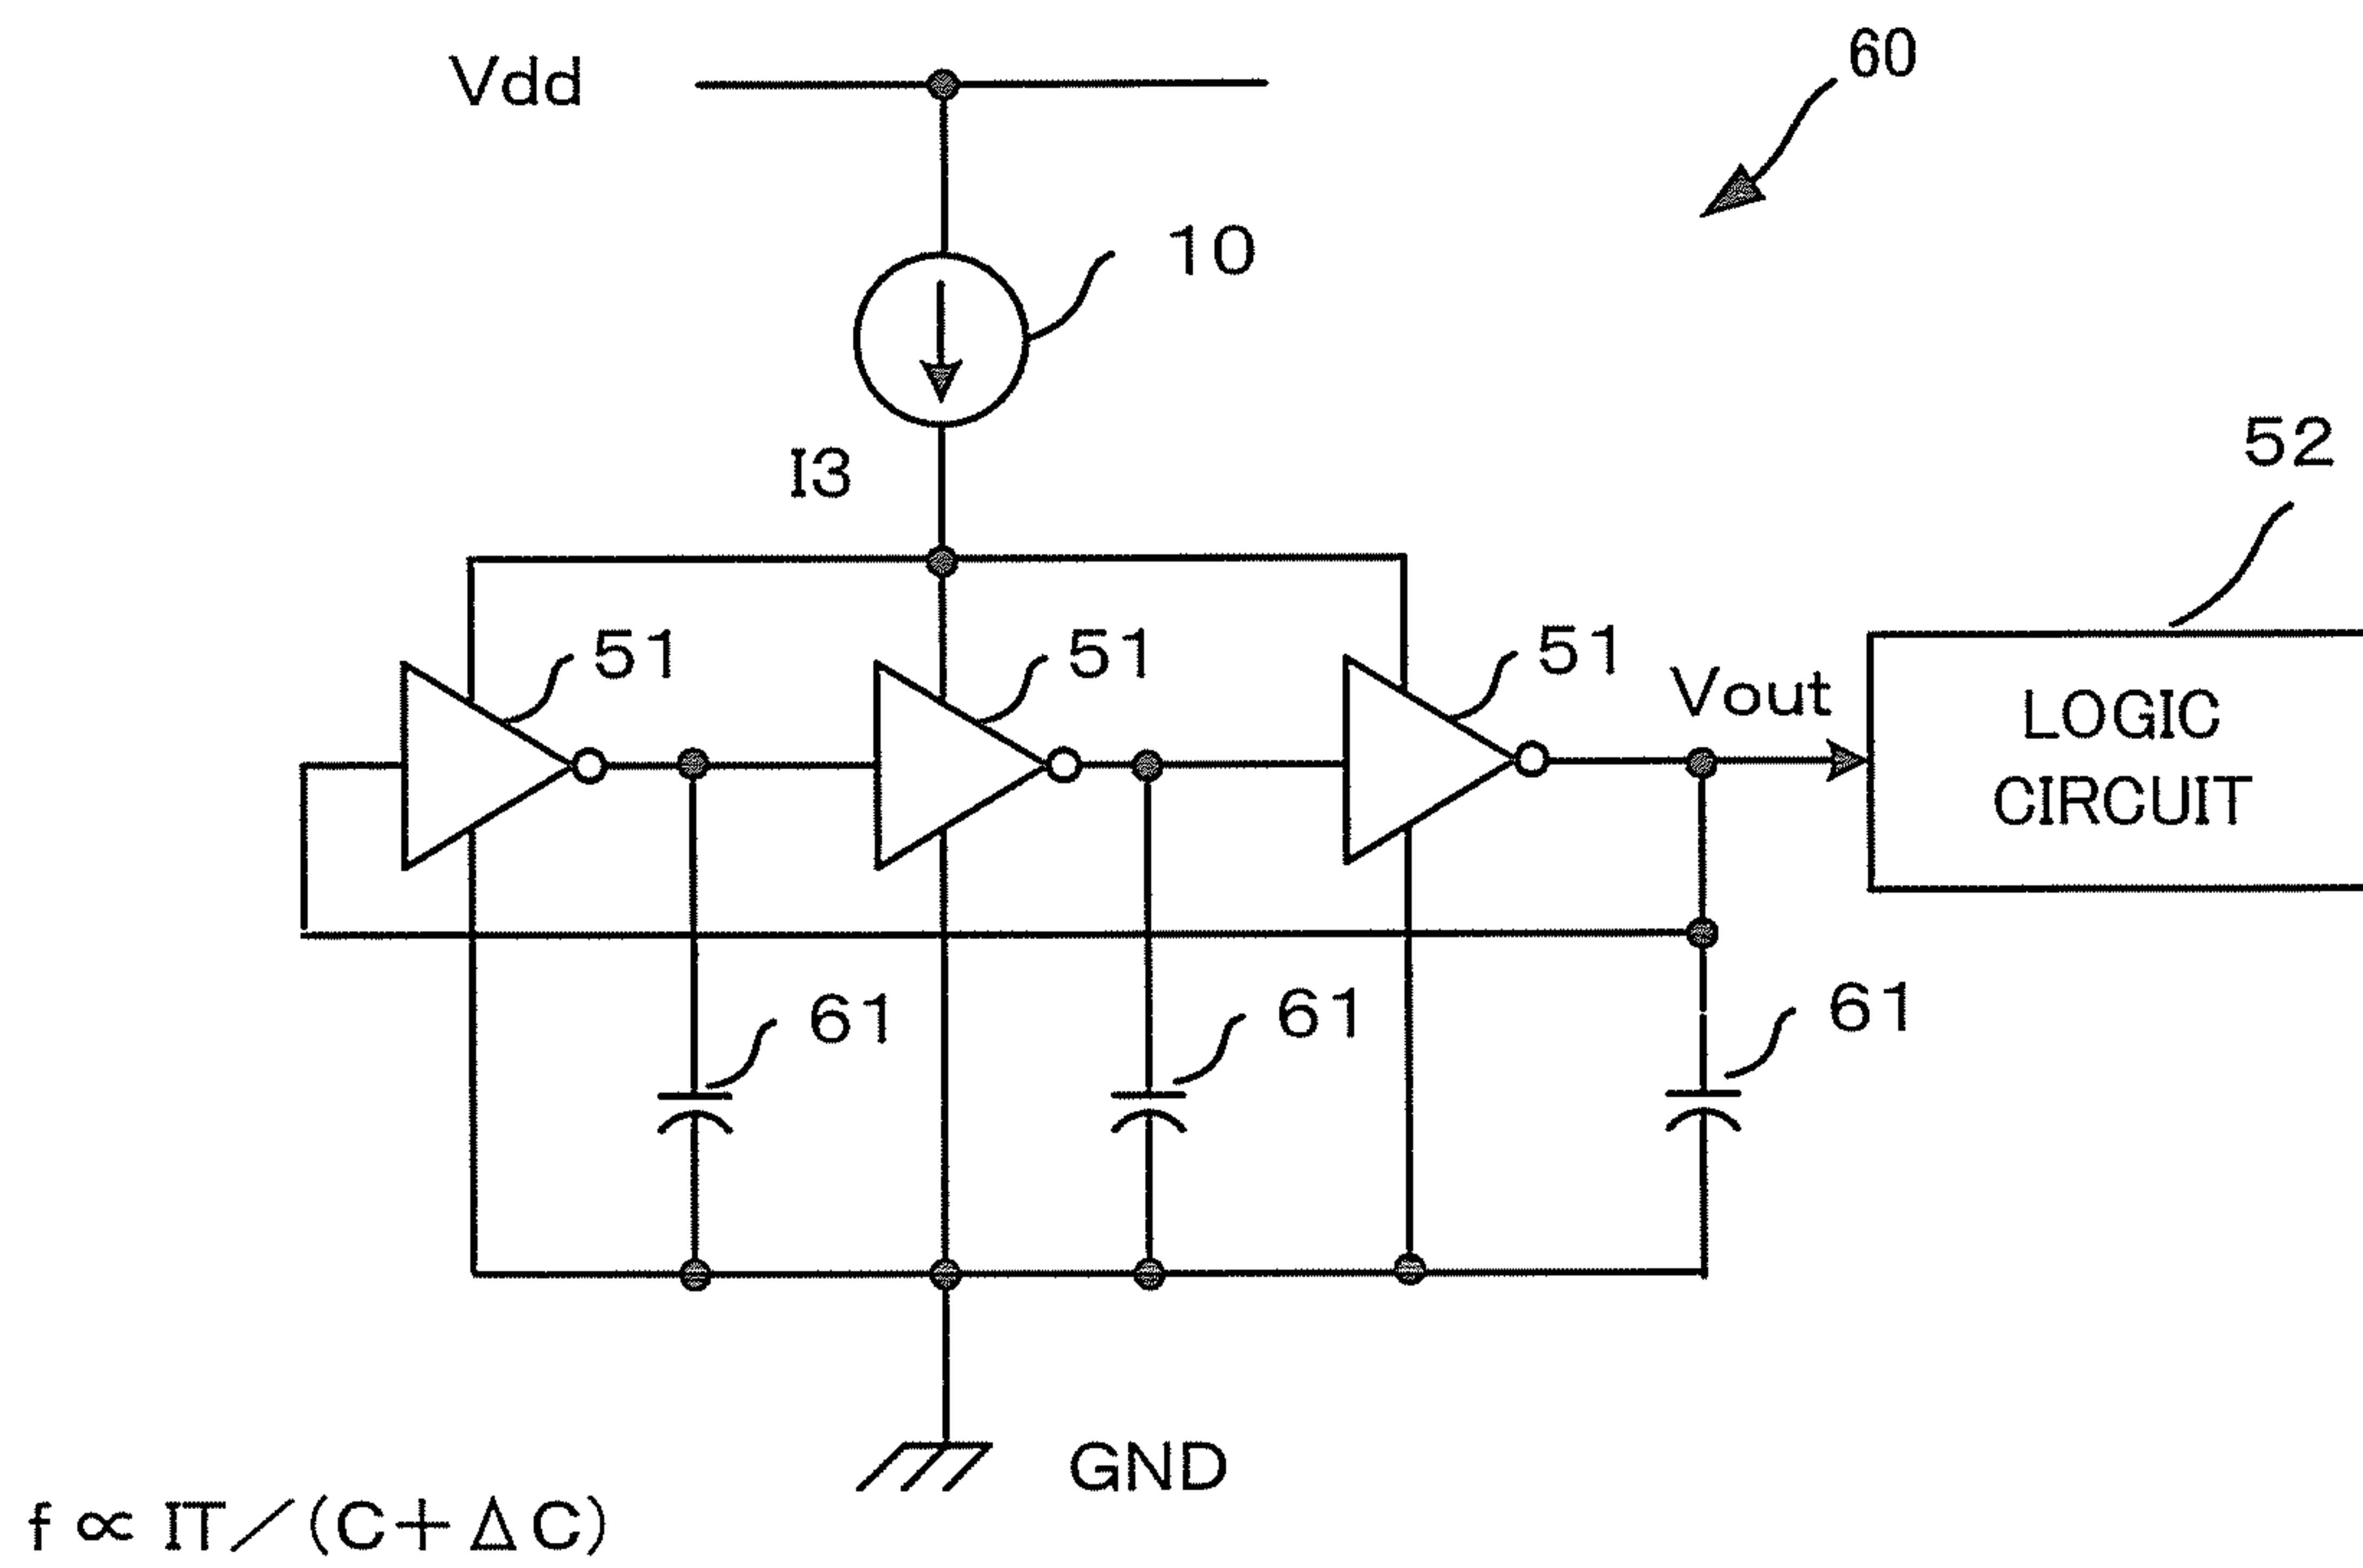 Vdd
60
10
I3
52
51
51
51
Vout
LOGIC
CIRCUIT
61
61
61
GND
f∝IT/(C+ΔC)